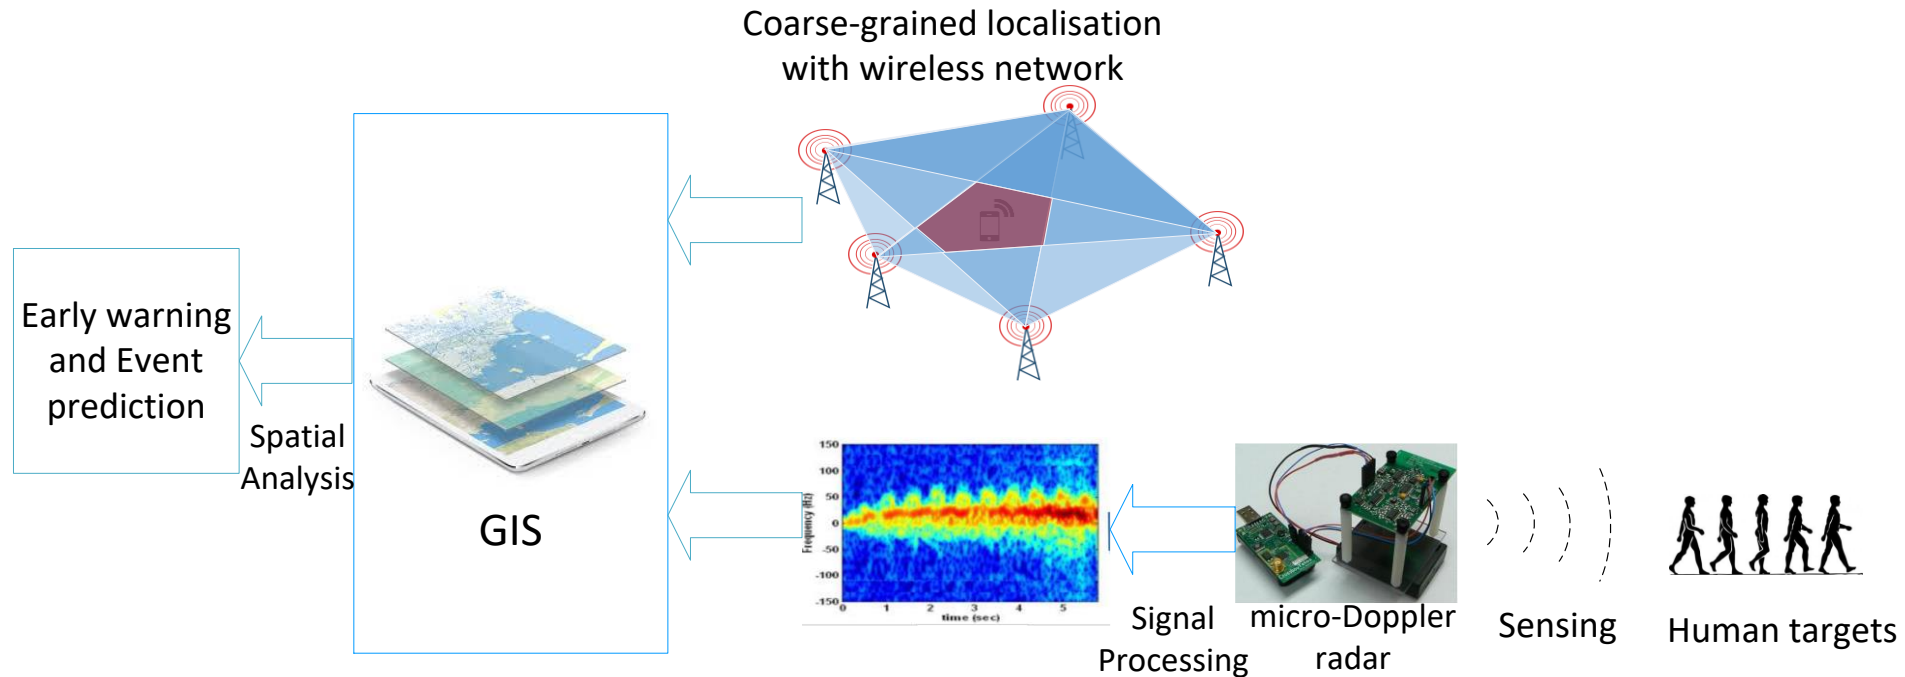 Coarse-grained localisation
with wireless network
Early warning
and Event
prediction
Spatial
Analysis
GIS
150
100
50
0
-50
-100
-150
Frequency (Hz)
0 1 2 3 4 5
time (sec)
Signal
Processing
micro-Doppler
radar
Sensing
Human targets